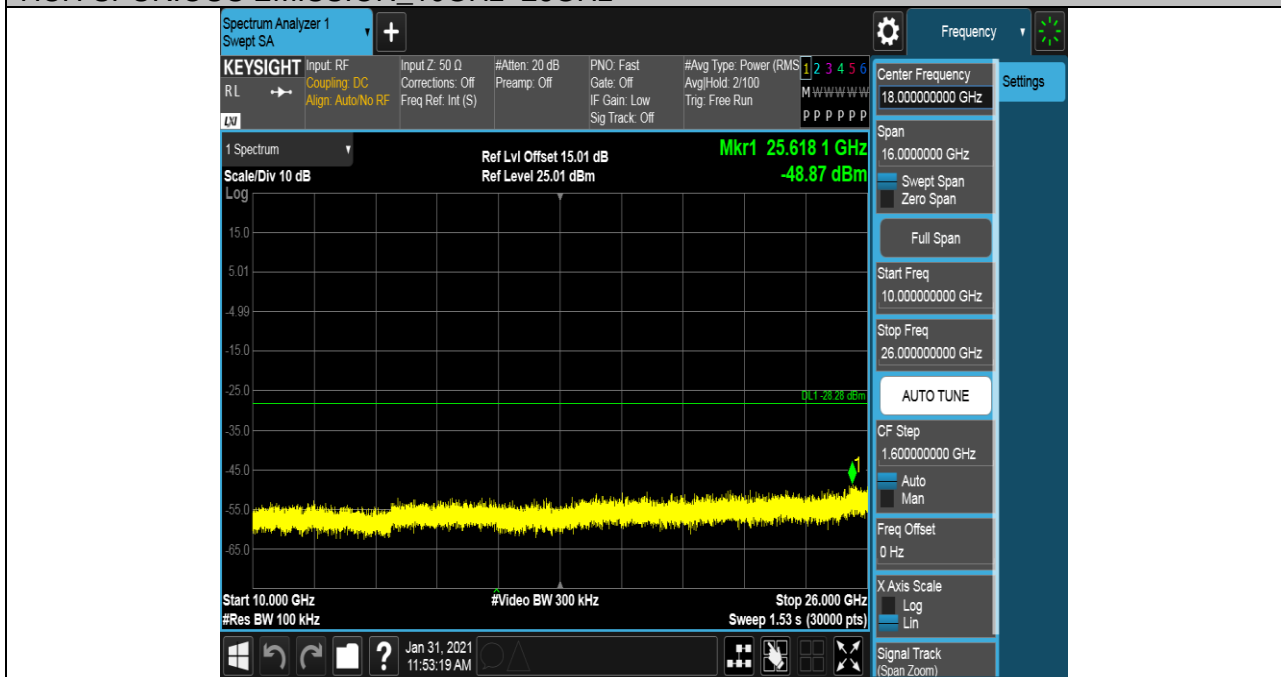 Spectrum Analyzer 1
Swept SA
+
Frequency
KEYSIGHT
RL
LXI
Input: RF
Coupling: DC
Align: Auto/No RF
Input Z: 50 Ω
Corrections: Off
Freq Ref: Int (S)
#Atten: 20 dB
Preamp: Off
PNO: Fast
Gate: Off
IF Gain: Low
Sig Track: Off
#Avg Type: Power (RMS
Avg|Hold: 2/100
Trig: Free Run
1 2 3 4 5 6
M W W W W W
P P P P P P
1 Spectrum
Scale/Div 10 dB
Ref Lvl Offset 15.01 dB
Ref Level 25.01 dBm
Mkr1 25.618 1 GHz
-48.87 dBm
Log
15.0
5.01
-4.99
-15.0
-25.0
DL1 -28.28 dBm
-35.0
-45.0
1
-55.0
-65.0
Start 10.000 GHz
#Video BW 300 kHz
Stop 26.000 GHz
#Res BW 100 kHz
Sweep 1.53 s (30000 pts)
?
Jan 31, 2021
11:53:19 AM
Center Frequency
18.000000000 GHz
Settings
Span
16.0000000 GHz
Swept Span
Zero Span
Full Span
Start Freq
10.000000000 GHz
Stop Freq
26.000000000 GHz
AUTO TUNE
CF Step
1.600000000 GHz
Auto
Man
Freq Offset
0 Hz
X Axis Scale
Log
Lin
Signal Track
(Span Zoom)